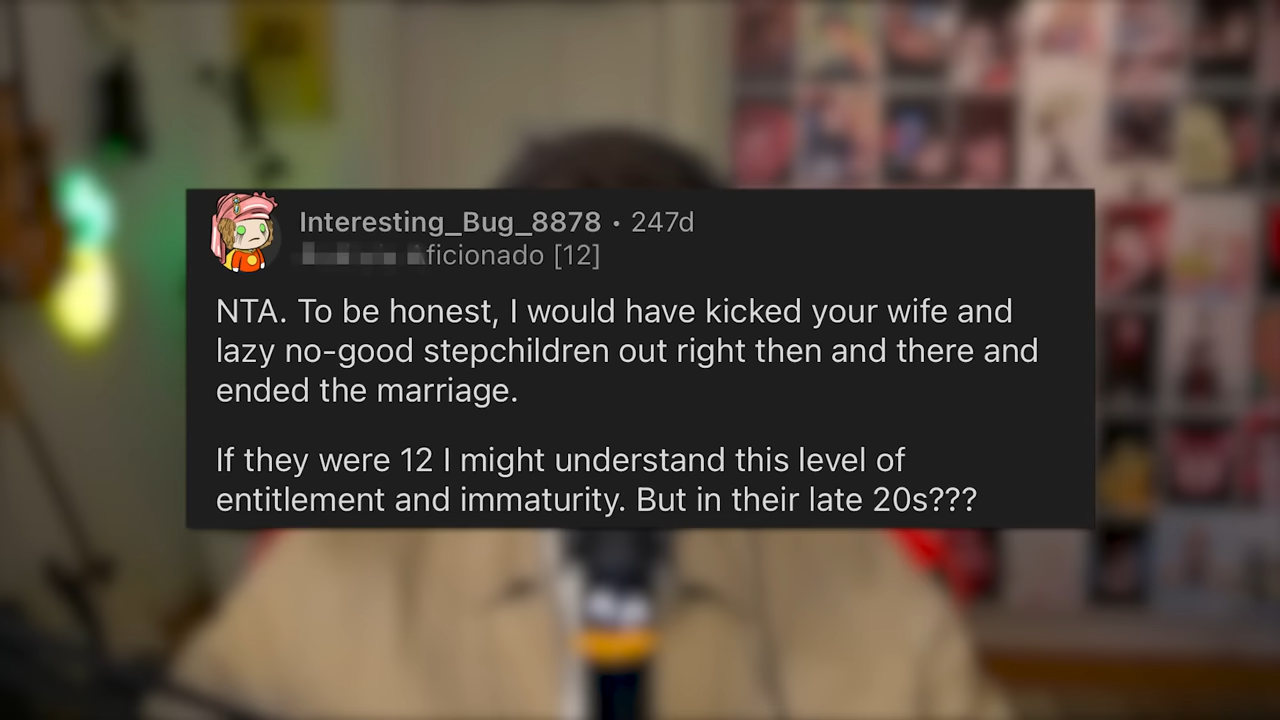 Interesting_Bug_8878 • 247d
ficionado [12]
NTA. To be honest, I would have kicked your wife and
lazy no-good stepchildren out right then and there and
ended the marriage.
If they were 12 I might understand this level of
entitlement and immaturity. But in their late 20s???